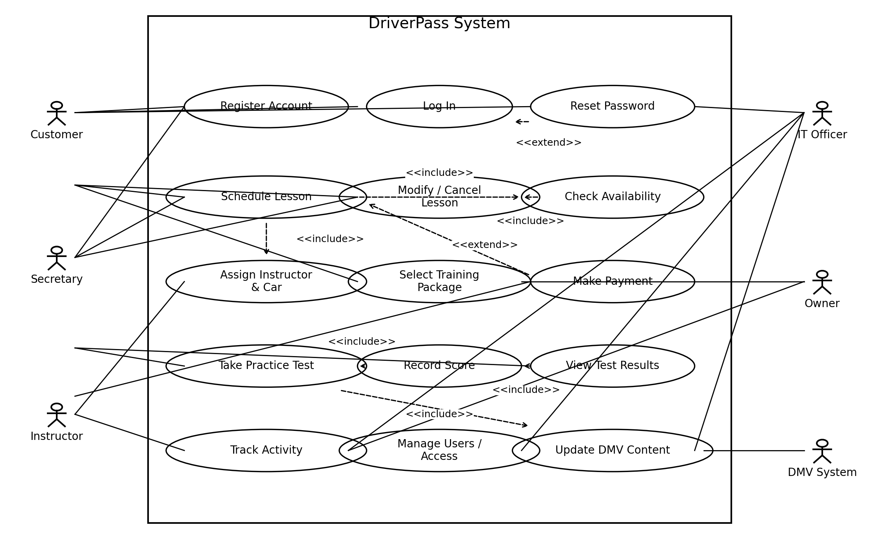 DriverPass System
Register Account
Log In
Reset Password
Customer
IT Officer
<<extend>>
<<include>>
Schedule Lesson
Modify / Cancel
Lesson
Check Availability
<<include>>
<<include>>
<<extend>>
Secretary
Assign Instructor
& Car
Select Training
Package
Make Payment
Owner
<<include>>
Take Practice Test
Record Score
View Test Results
<<include>>
<<include>>
Instructor
Track Activity
Manage Users /
Access
Update DMV Content
DMV System